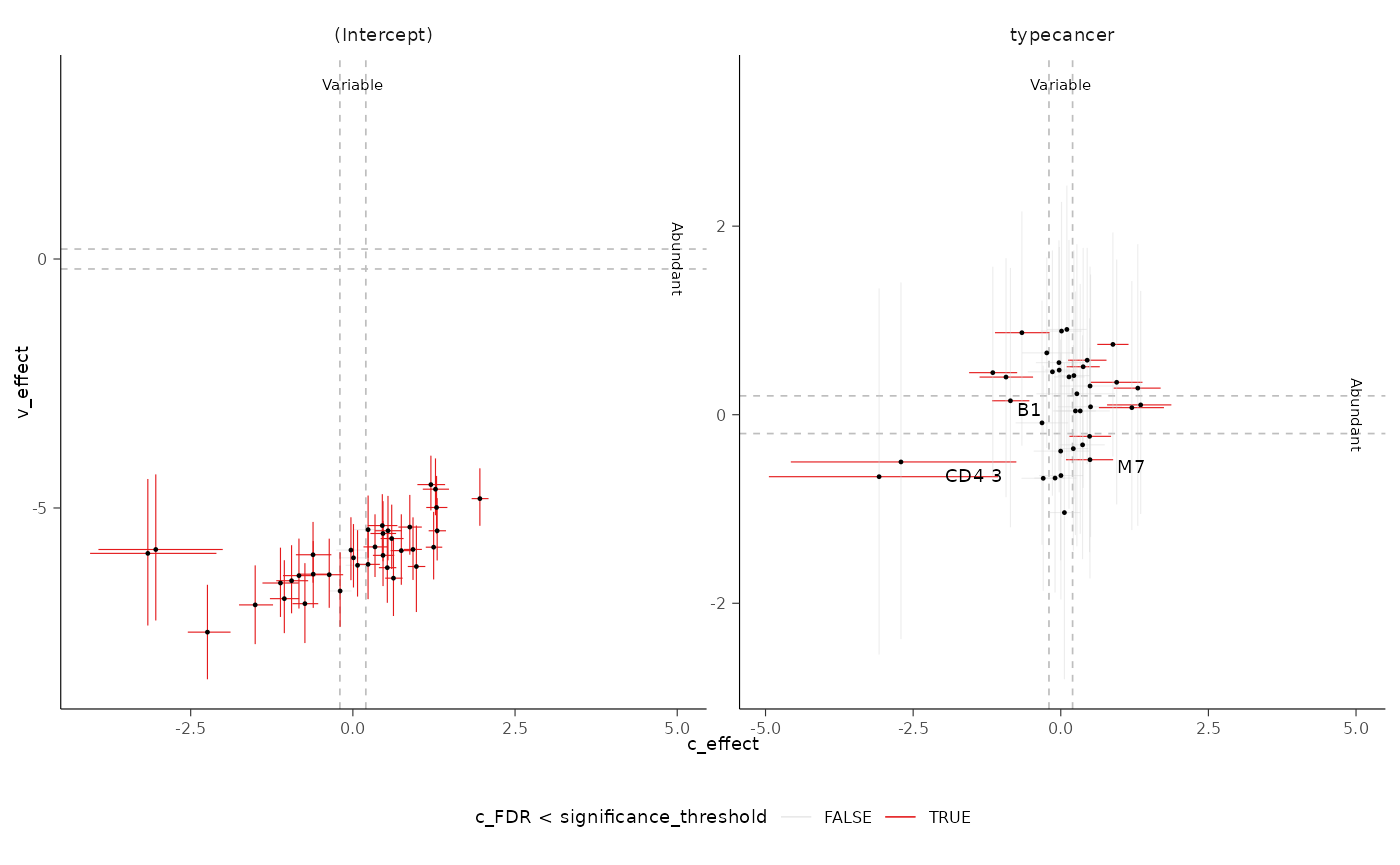 (Intercept)
typecancer
Variable
Variable
Abundant
Abundant
v_effect
0
-5
2
0
-2
B1
M7
CD4 3
-2.5
0.0
2.5
5.0
-5.0
-2.5
0.0
2.5
5.0
c_effect
c_FDR < significance_threshold
FALSE
TRUE